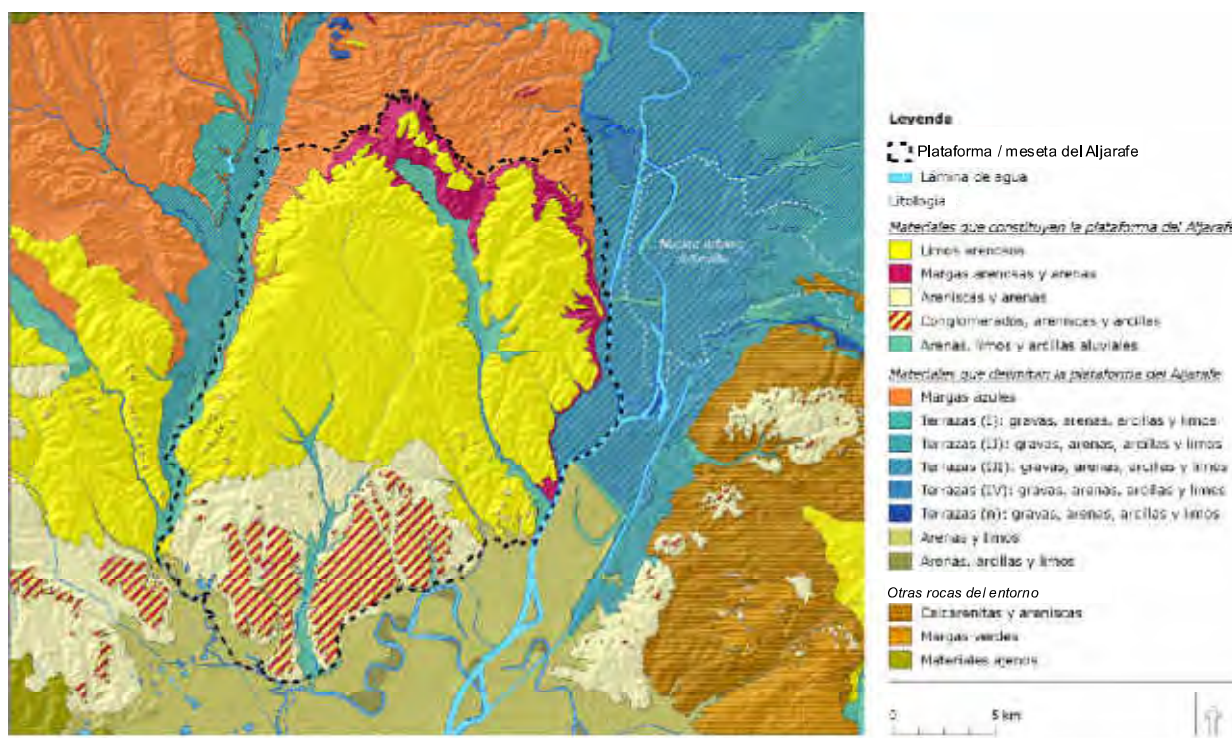 Núcleo urbano
de Sevilla
Leyenda
Plataforma / meseta del Aljarafe
Lámina de agua
Litología
Materiales que constituyen la plataforma del Aljarafe
Limos arenosos
Margas arenosas y arenas
Areniscas y arenas
Conglomerados, areniscas y arcillas
Arenas, limos y arcillas aluviales
Materiales que delimitan la plataforma del Aljarafe
Margas azules
Terrazas (I): gravas, arenas, arcillas y limos
Terrazas (II): gravas, arenas, arcillas y limos
Terrazas (III): gravas, arenas, arcillas y limos
Terrazas (IV): gravas, arenas, arcillas y limos
Terrazas (n): gravas, arenas, arcillas y limos
Arenas y limos
Arenas, arcillas y limos
Otras rocas del entorno
Calcarenitas y areniscas
Margas verdes
Materiales ajenos
0 5 km